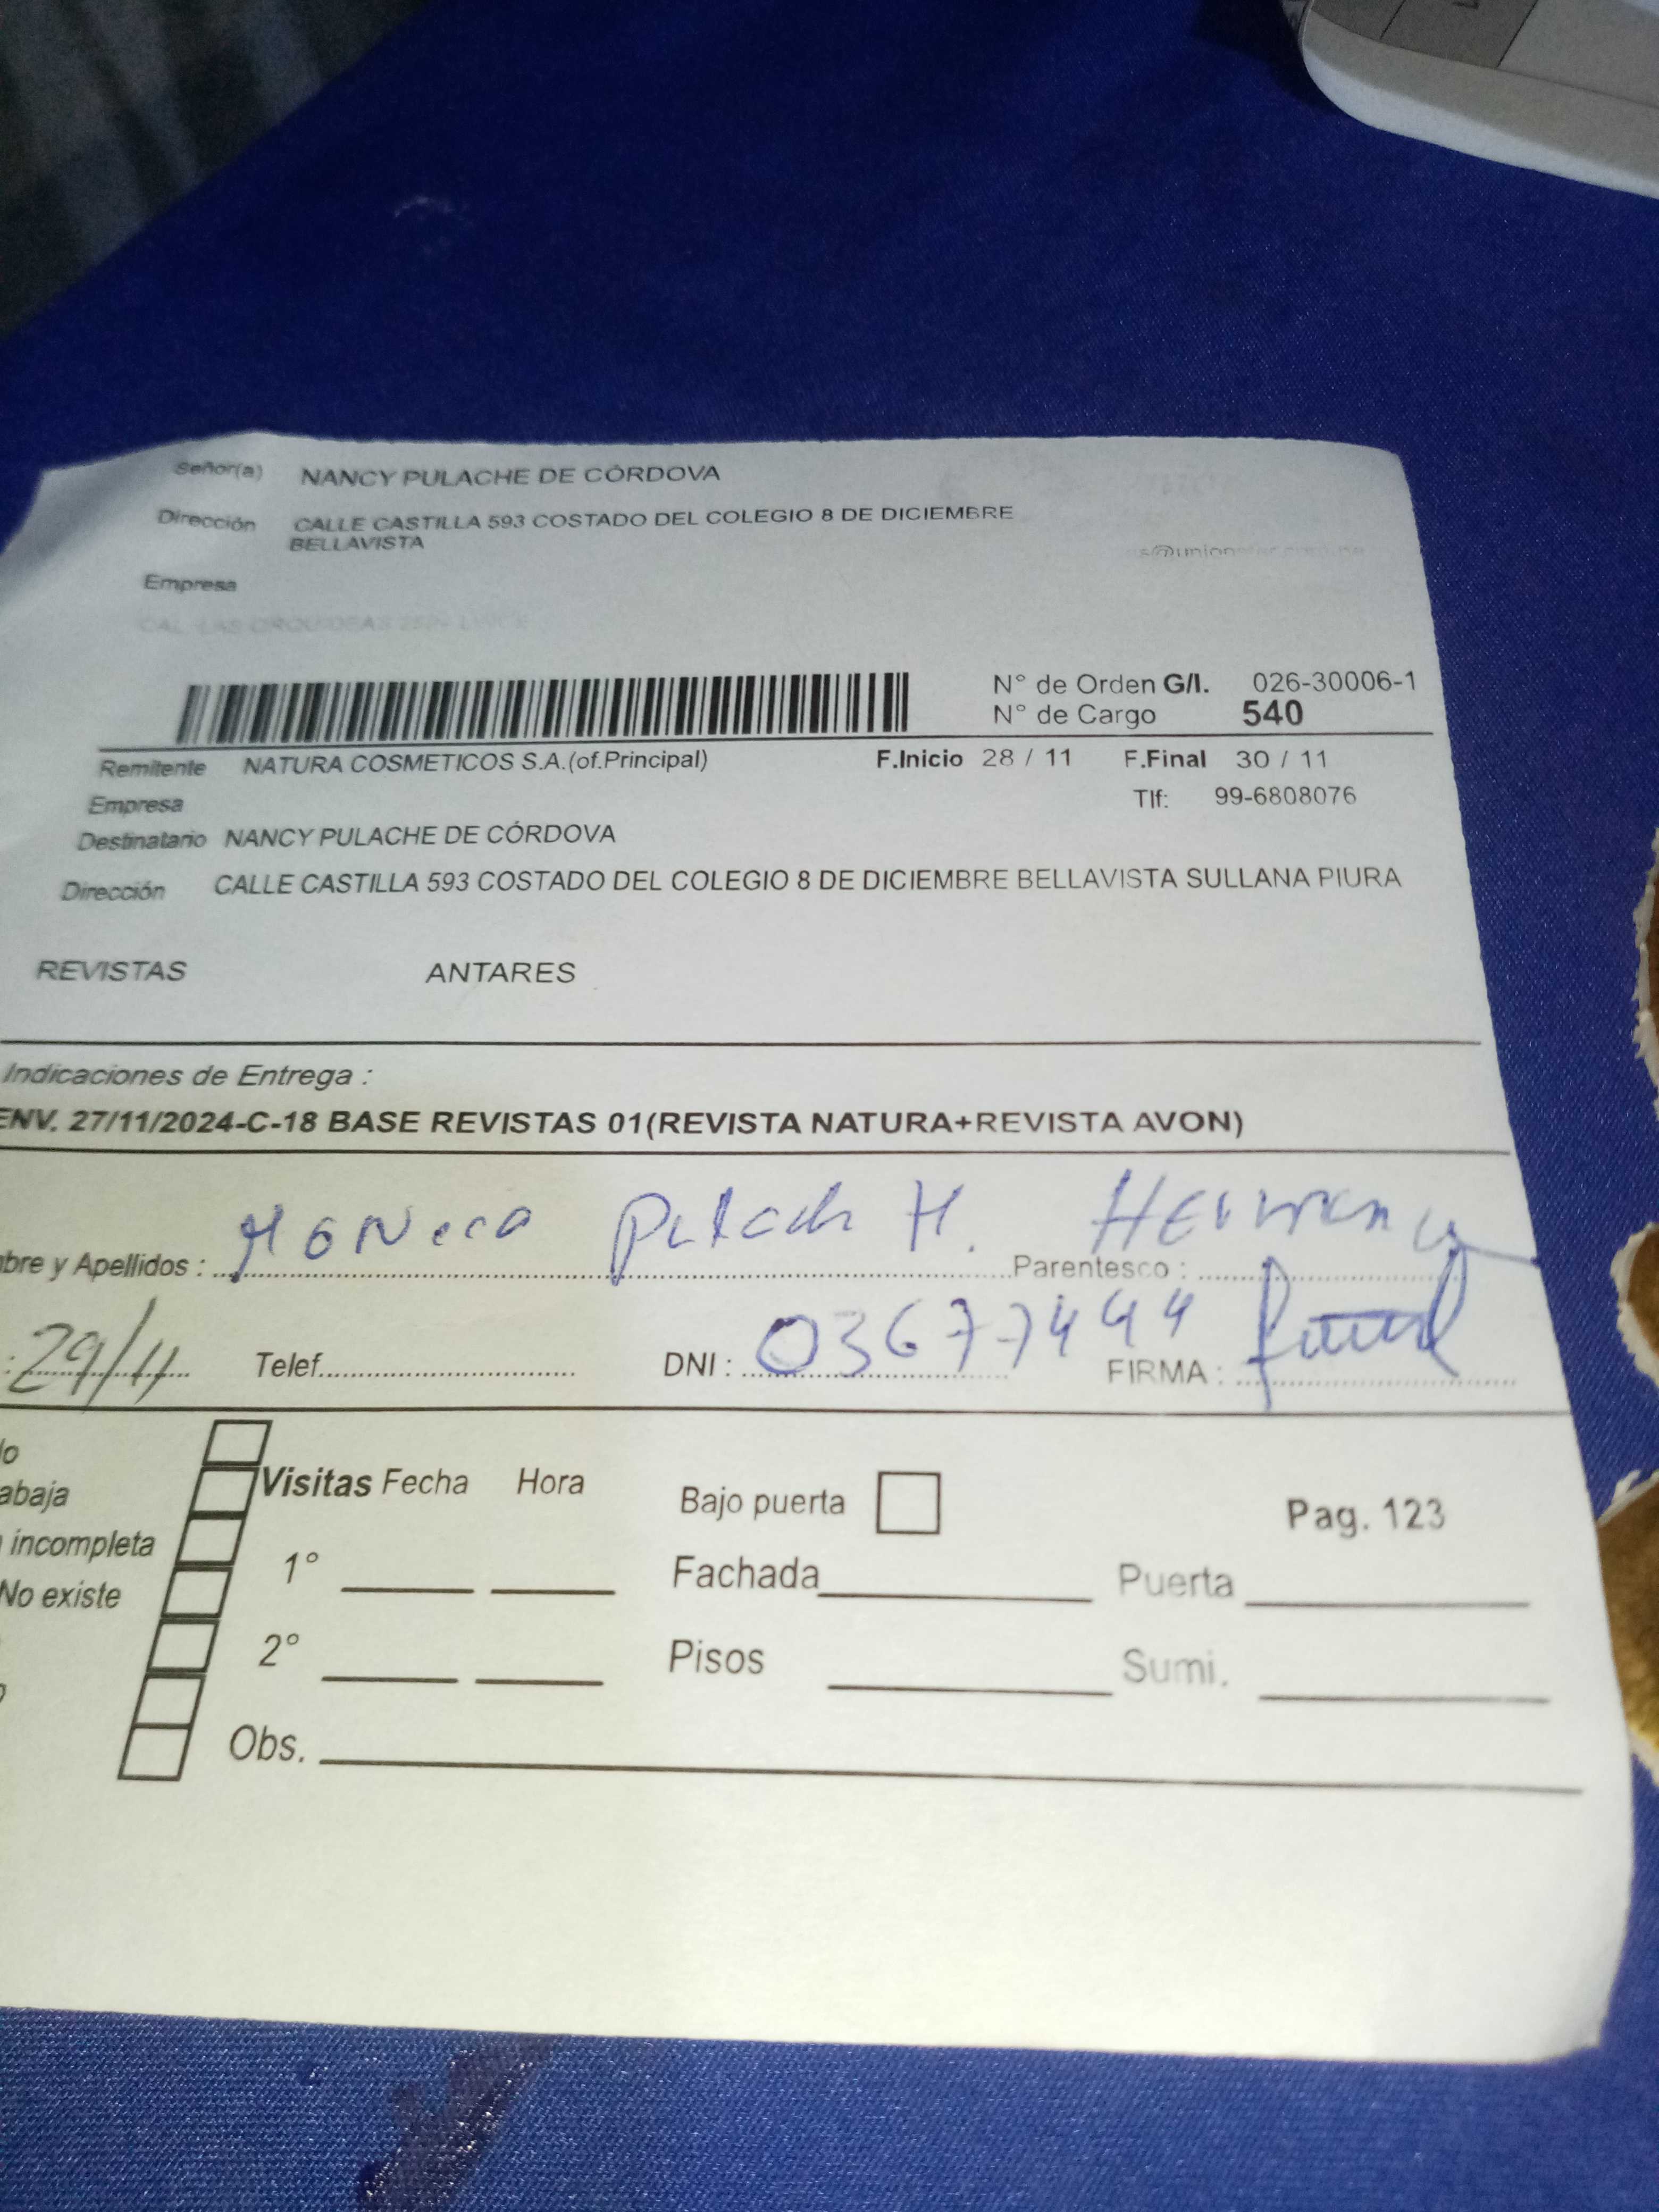 Señor(a) NANCY PULACHE DE CÓRDOVA
Dirección CALLE CASTILLA 593 COSTADO DEL COLEGIO 8 DE DICIEMBRE
BELLAVISTA
Empresa
N° de Orden G/I. 026-30006-1
N° de Cargo 540
Remitente NATURA COSMETICOS S.A.(of.Principal) F.Inicio 28 / 11 F.Final 30 / 11
Empresa Tlf: 99-6808076
Destinatario NANCY PULACHE DE CÓRDOVA
Dirección CALLE CASTILLA 593 COSTADO DEL COLEGIO 8 DE DICIEMBRE BELLAVISTA SULLANA PIURA
REVISTAS ANTARES
Indicaciones de Entrega :
ENV. 27/11/2024-C-18 BASE REVISTAS 01(REVISTA NATURA+REVISTA AVON)
bre y Apellidos : H. Parentesco : Hermana
: 29/11 Telef. DNI : 03677444 FIRMA :
abaja Visitas Fecha Hora Bajo puerta Pag. 123
incompleta
1° Fachada Puerta
No existe
2° Pisos Sumi.
Obs.